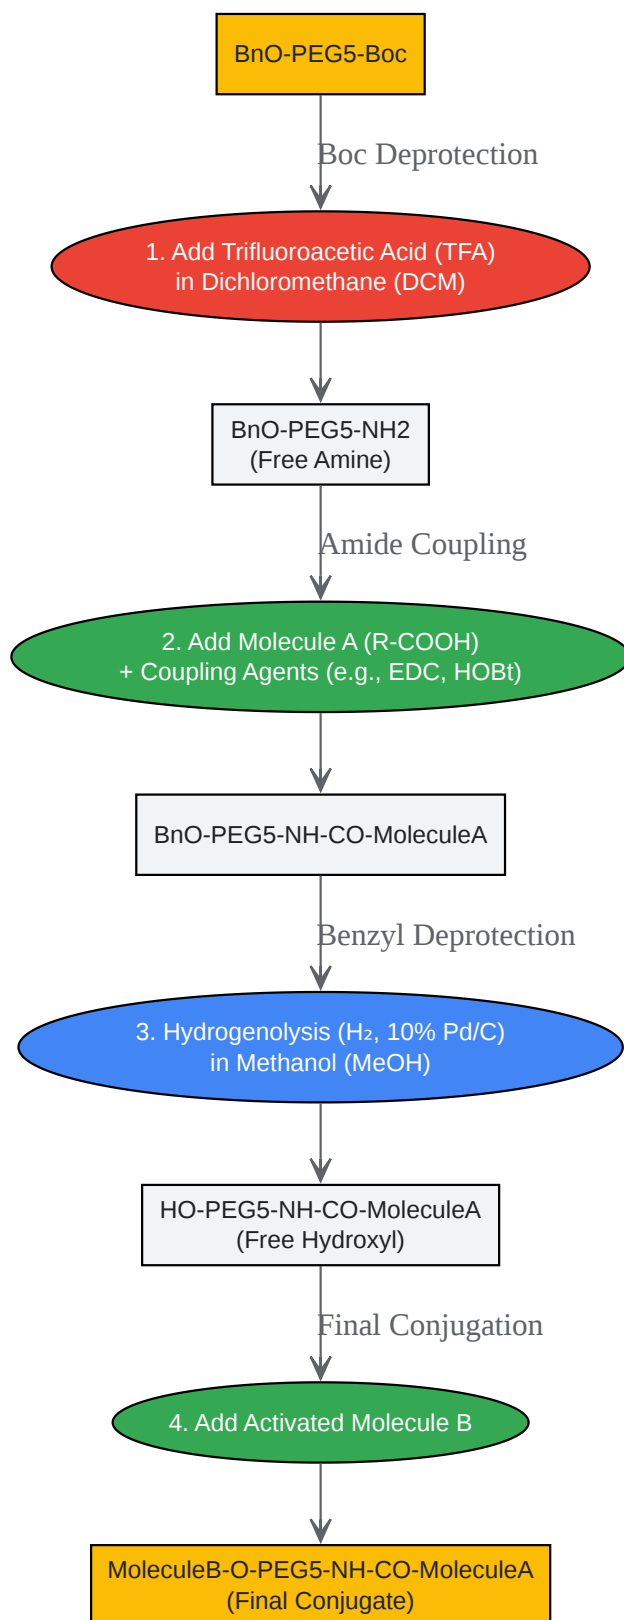 BnO-PEG5-Boc
Boc Deprotection
1. Add Trifluoroacetic Acid (TFA)
in Dichloromethane (DCM)
BnO-PEG5-NH2
(Free Amine)
Amide Coupling
2. Add Molecule A (R-COOH)
+ Coupling Agents (e.g., EDC, HOBt)
BnO-PEG5-NH-CO-MoleculeA
Benzyl Deprotection
3. Hydrogenolysis (H₂, 10% Pd/C)
in Methanol (MeOH)
HO-PEG5-NH-CO-MoleculeA
(Free Hydroxyl)
Final Conjugation
4. Add Activated Molecule B
MoleculeB-O-PEG5-NH-CO-MoleculeA
(Final Conjugate)